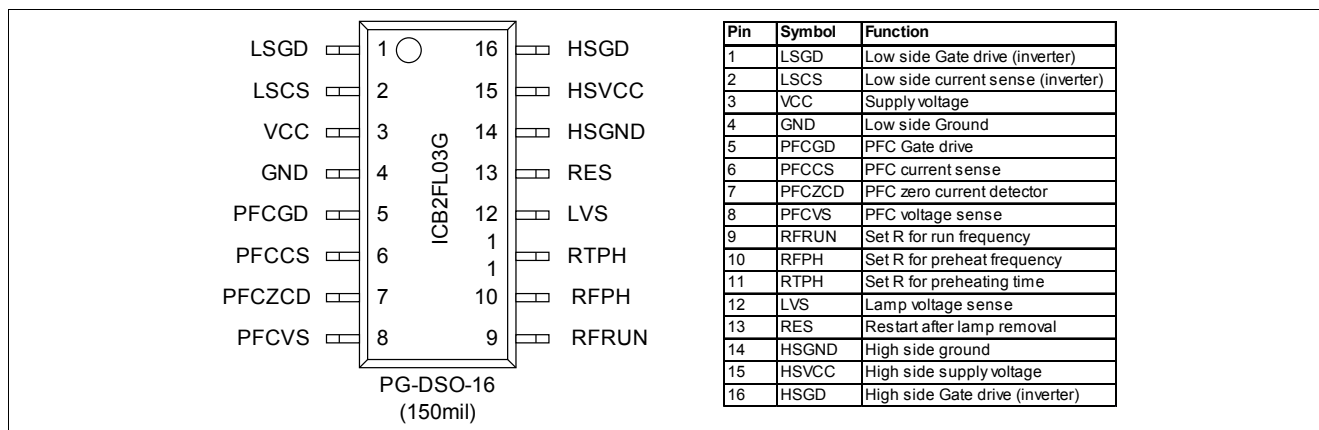 LSGD 1 16 HSGD
LSCS 2 15 HSVCC
VCC 3 14 HSGND
GND 4 13 RES
PFCGD 5 12 LVS
PFCCS 6 1 1 RTPH
PFCZCD 7 10 RFPH
PFCVS 8 9 RFRUN
ICB2FL03G
PG-DSO-16
(150mil)
Pin Symbol Function
1 LSGD Low side Gate drive (inverter)
2 LSCS Low side current sense (inverter)
3 VCC Supply voltage
4 GND Low side Ground
5 PFCGD PFC Gate drive
6 PFCCS PFC current sense
7 PFCZCD PFC zero current detector
8 PFCVS PFC voltage sense
9 RFRUN Set R for run frequency
10 RFPH Set R for preheat frequency
11 RTPH Set R for preheating time
12 LVS Lamp voltage sense
13 RES Restart after lamp removal
14 HSGND High side ground
15 HSVCC High side supply voltage
16 HSGD High side Gate drive (inverter)